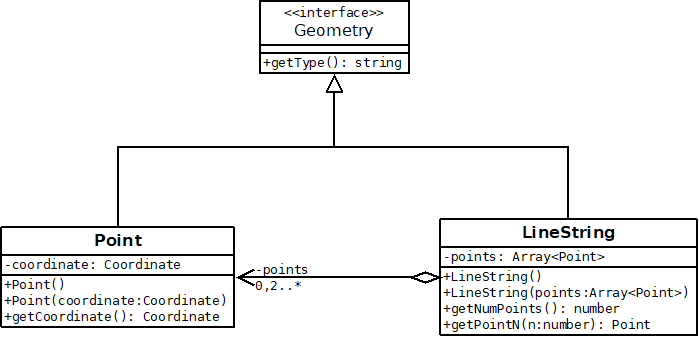 <<interface>>
Geometry
+getType(): string
Point
-coordinate: Coordinate
+Point()
+Point(coordinate:Coordinate)
+getCoordinate(): Coordinate
-points
0,2..*
LineString
-points: Array<Point>
+LineString()
+LineString(points:Array<Point>)
+getNumPoints(): number
+getPointN(n:number): Point